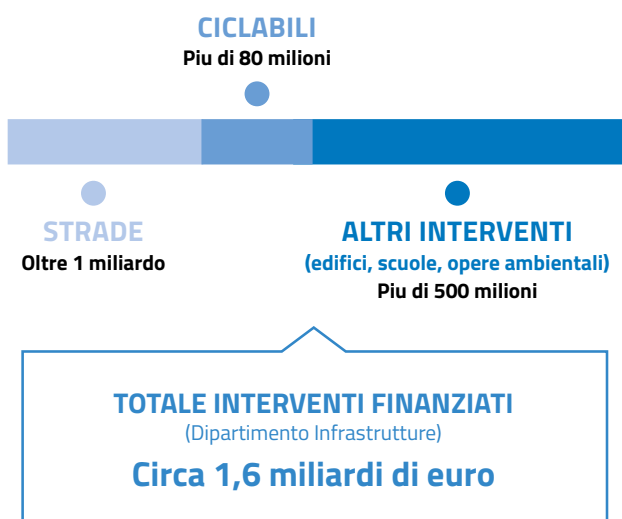 CICLABILI
Piu di 80 milioni
STRADE
Oltre 1 miliardo
ALTRI INTERVENTI
(edifici, scuole, opere ambientali)
Piu di 500 milioni
TOTALE INTERVENTI FINANZIATI
(Dipartimento Infrastrutture)
Circa 1,6 miliardi di euro